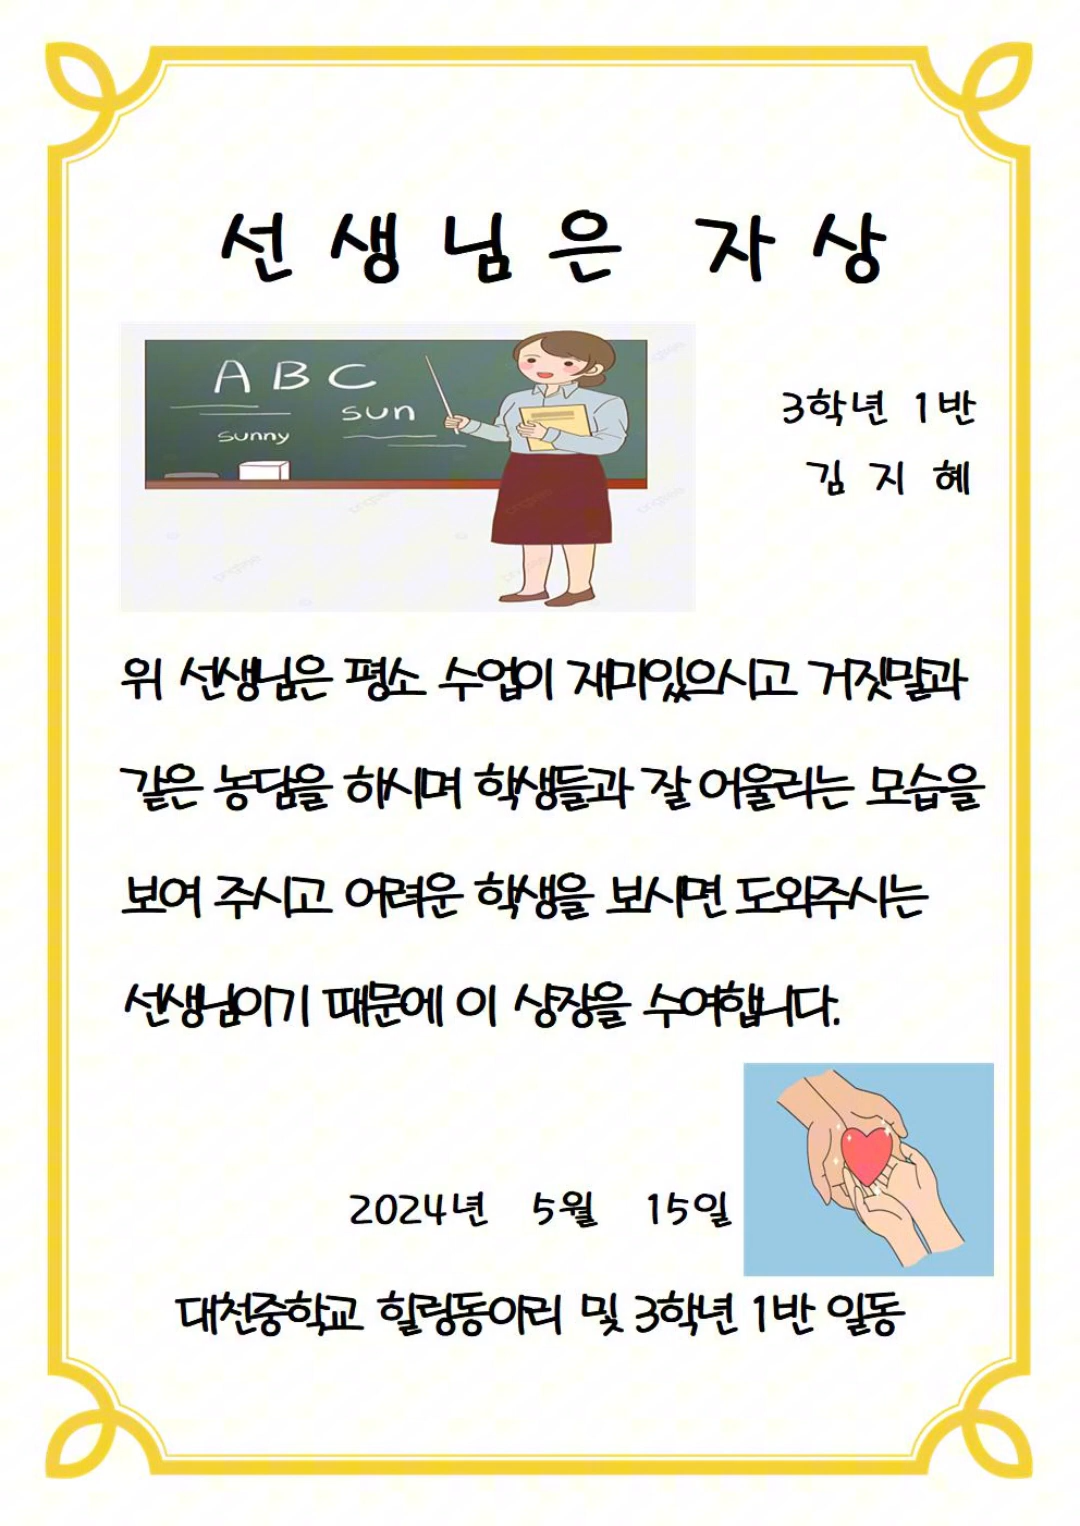 선생님은 자상
A B C
sun
sunny
3학년 1반
김 지 혜
위 선생님은 평소 수업이 재미있으시고 거짓말과
같은 농담을 하시며 학생들과 잘 어울리는 모습을
보여 주시고 어려운 학생을 보시면 도와주시는
선생님이기 때문에 이 상장을 수여합니다.
2024년 5월 15일
대천중학교 힐링동아리 및 3학년 1반 일동